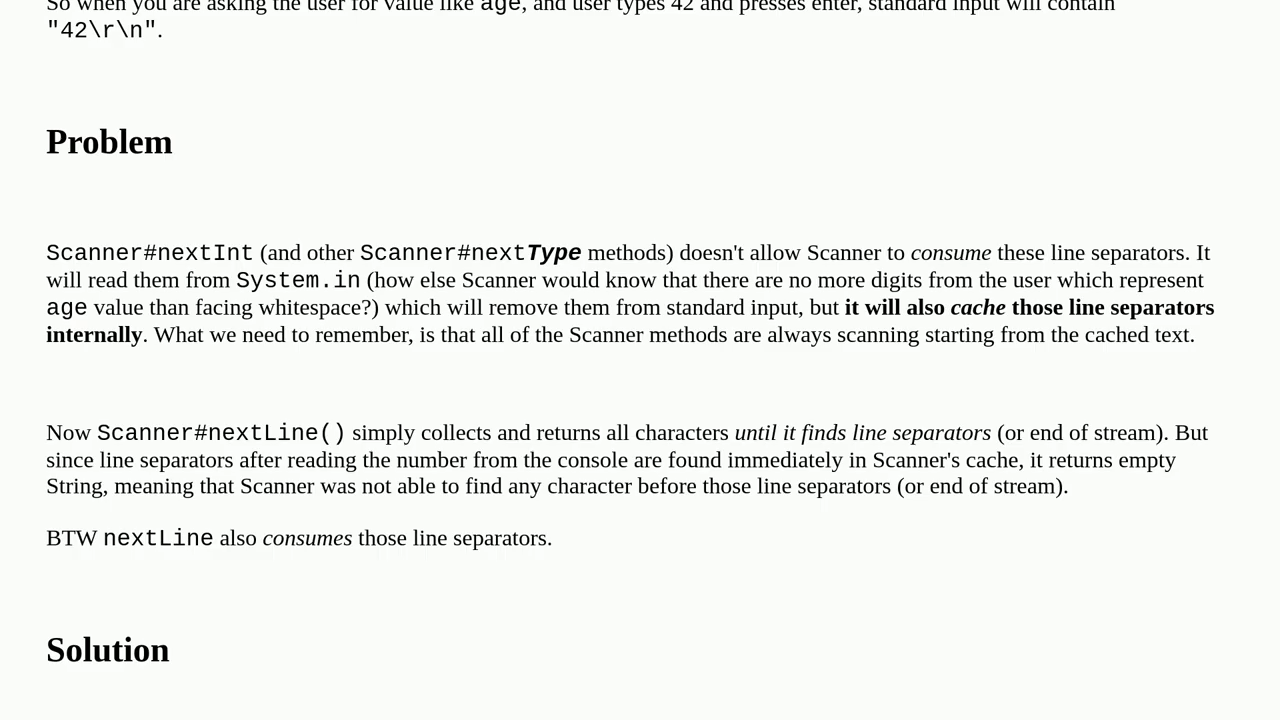 So when you are asking the user for value like age, and user types 42 and presses enter, standard input will contain
"42\r\n".
Problem
Scanner#nextInt (and other Scanner#nextType methods) doesn't allow Scanner to consume these line separators. It
will read them from System.in (how else Scanner would know that there are no more digits from the user which represent
age value than facing whitespace?) which will remove them from standard input, but it will also cache those line separators
internally. What we need to remember, is that all of the Scanner methods are always scanning starting from the cached text.
Now Scanner#nextLine() simply collects and returns all characters until it finds line separators (or end of stream). But
since line separators after reading the number from the console are found immediately in Scanner's cache, it returns empty
String, meaning that Scanner was not able to find any character before those line separators (or end of stream).
BTW nextLine also consumes those line separators.
Solution